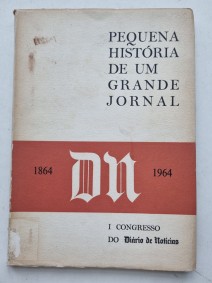 PEQUENA
HISTÓRIA
DE UM
GRANDE
JORNAL
1864 DN 1964
I CONGRESSO
DO Diário de Notícias